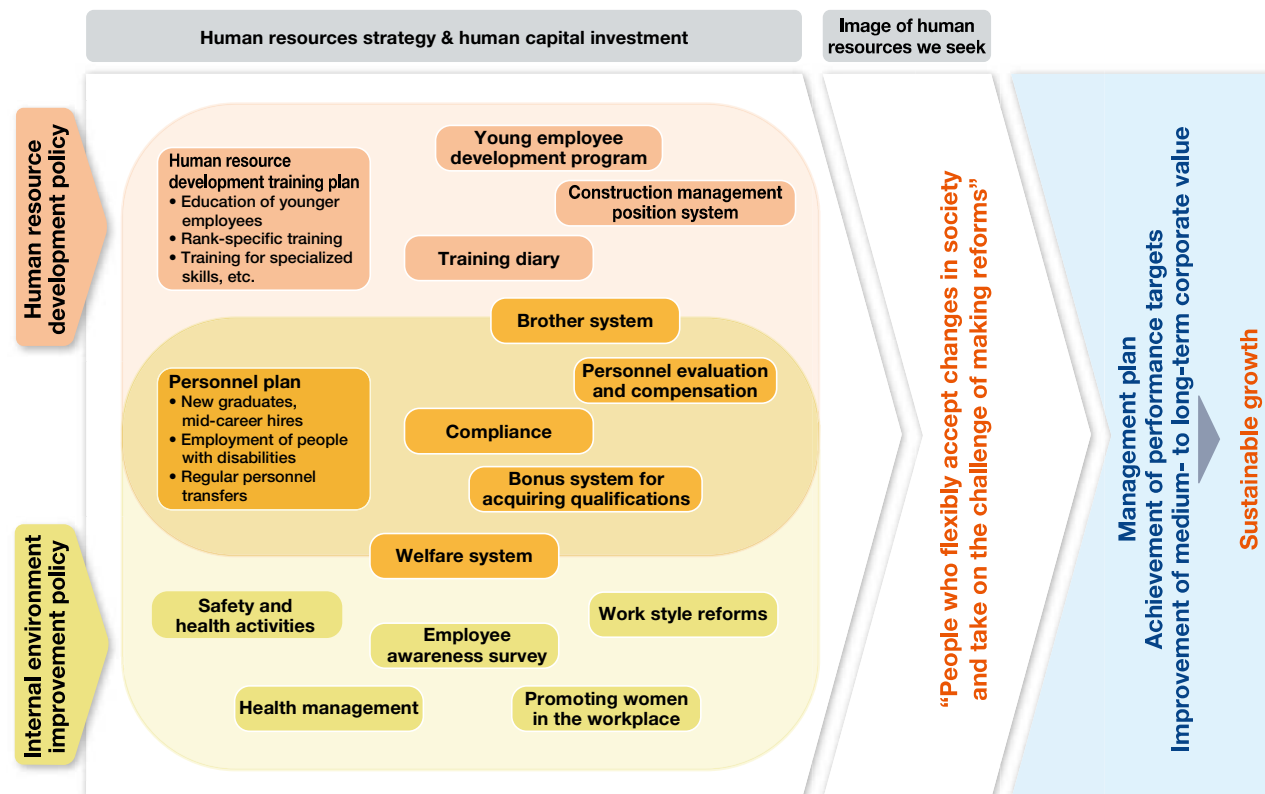 Human resources strategy & human capital investment
Image of human
resources we seek
Human resource
development policy
Young employee
development program
Human resource
development training plan
• Education of younger
employees
• Rank-specific training
• Training for specialized
skills, etc.
Construction management
position system
Training diary
Brother system
Personnel evaluation
and compensation
Personnel plan
• New graduates,
mid-career hires
• Employment of people
with disabilities
• Regular personnel
transfers
Compliance
Bonus system for
acquiring qualifications
Welfare system
Internal environment
improvement policy
Safety and
health activities
Work style reforms
Employee
awareness survey
Health management
Promoting women
in the workplace
“People who flexibly accept changes in society
and take on the challenge of making reforms”
Management plan
Achievement of performance targets
Improvement of medium- to long-term corporate value
Sustainable growth